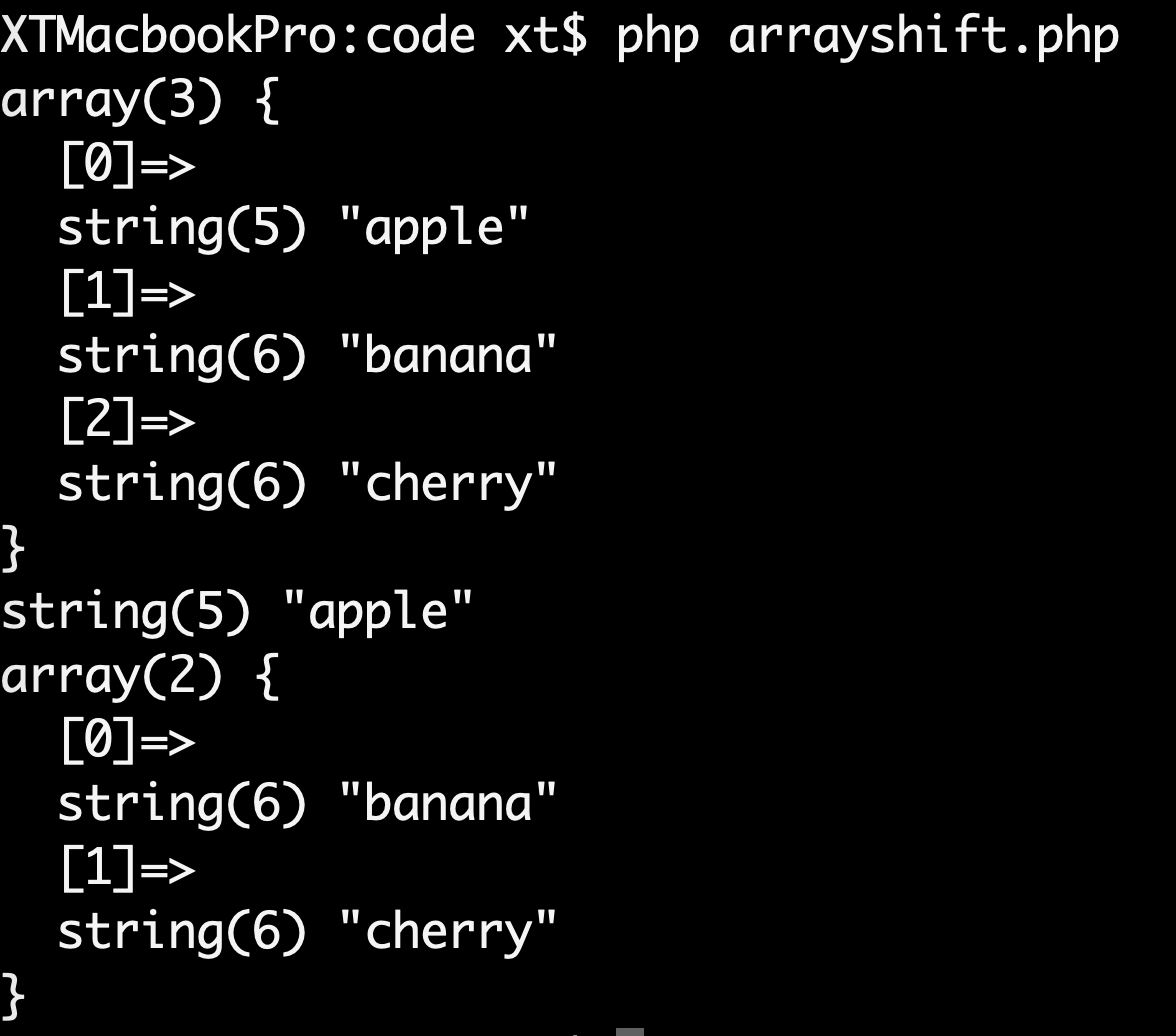 XTMacbookPro:code xt$ php arrayshift.php
array(3) {
  [0]=>
  string(5) "apple"
  [1]=>
  string(6) "banana"
  [2]=>
  string(6) "cherry"
}
string(5) "apple"
array(2) {
  [0]=>
  string(6) "banana"
  [1]=>
  string(6) "cherry"
}